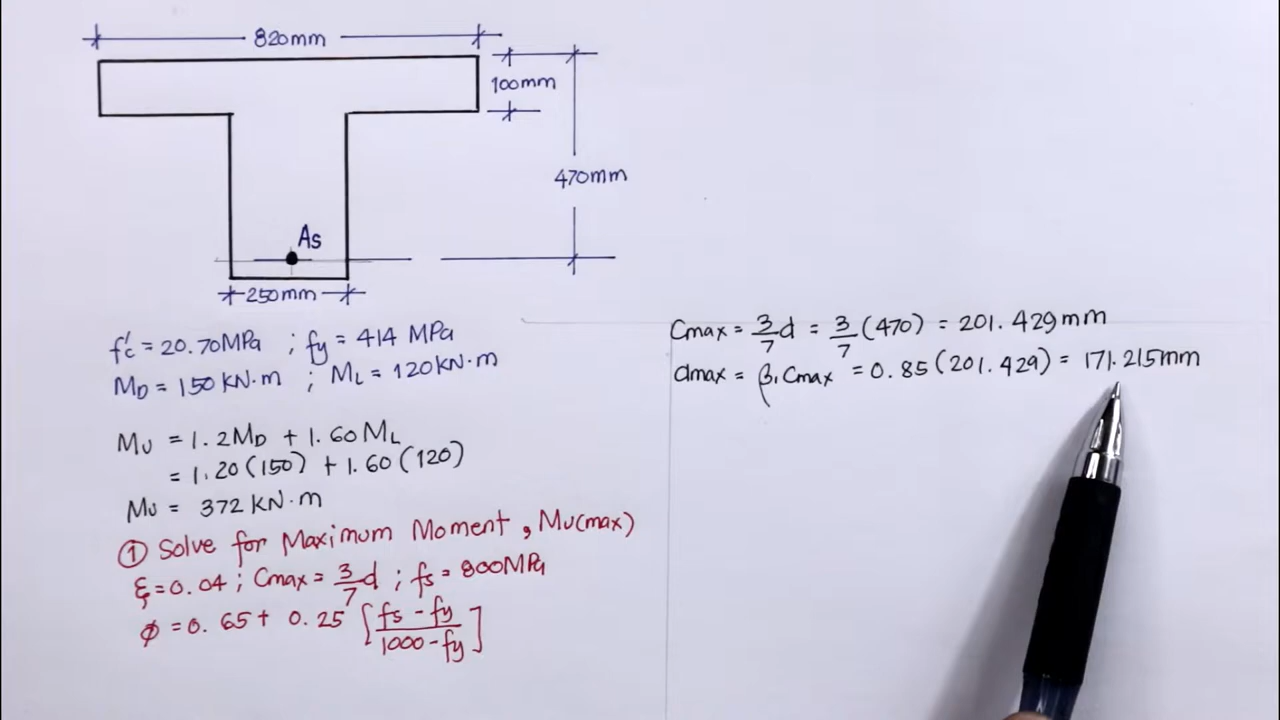 820mm
100mm
470mm
As
250mm
f'c = 20.70MPa ; fy = 414 MPa
MD = 150 KN·m ; ML = 120KN·m
MU = 1.2MD + 1.60 ML
= 1.20(150) + 1.60(120)
MU = 372 KN·m
① Solve for Maximum Moment, Mu(max)
ξ = 0.04 ; Cmax = 3/7 d ; fs = 800MPa
φ = 0.65 + 0.25 [fs - fy / 1000 - fy]
Cmax = 3/7 d = 3/7 (470) = 201.429mm
amax = β1 Cmax = 0.85(201.429) = 171.215mm